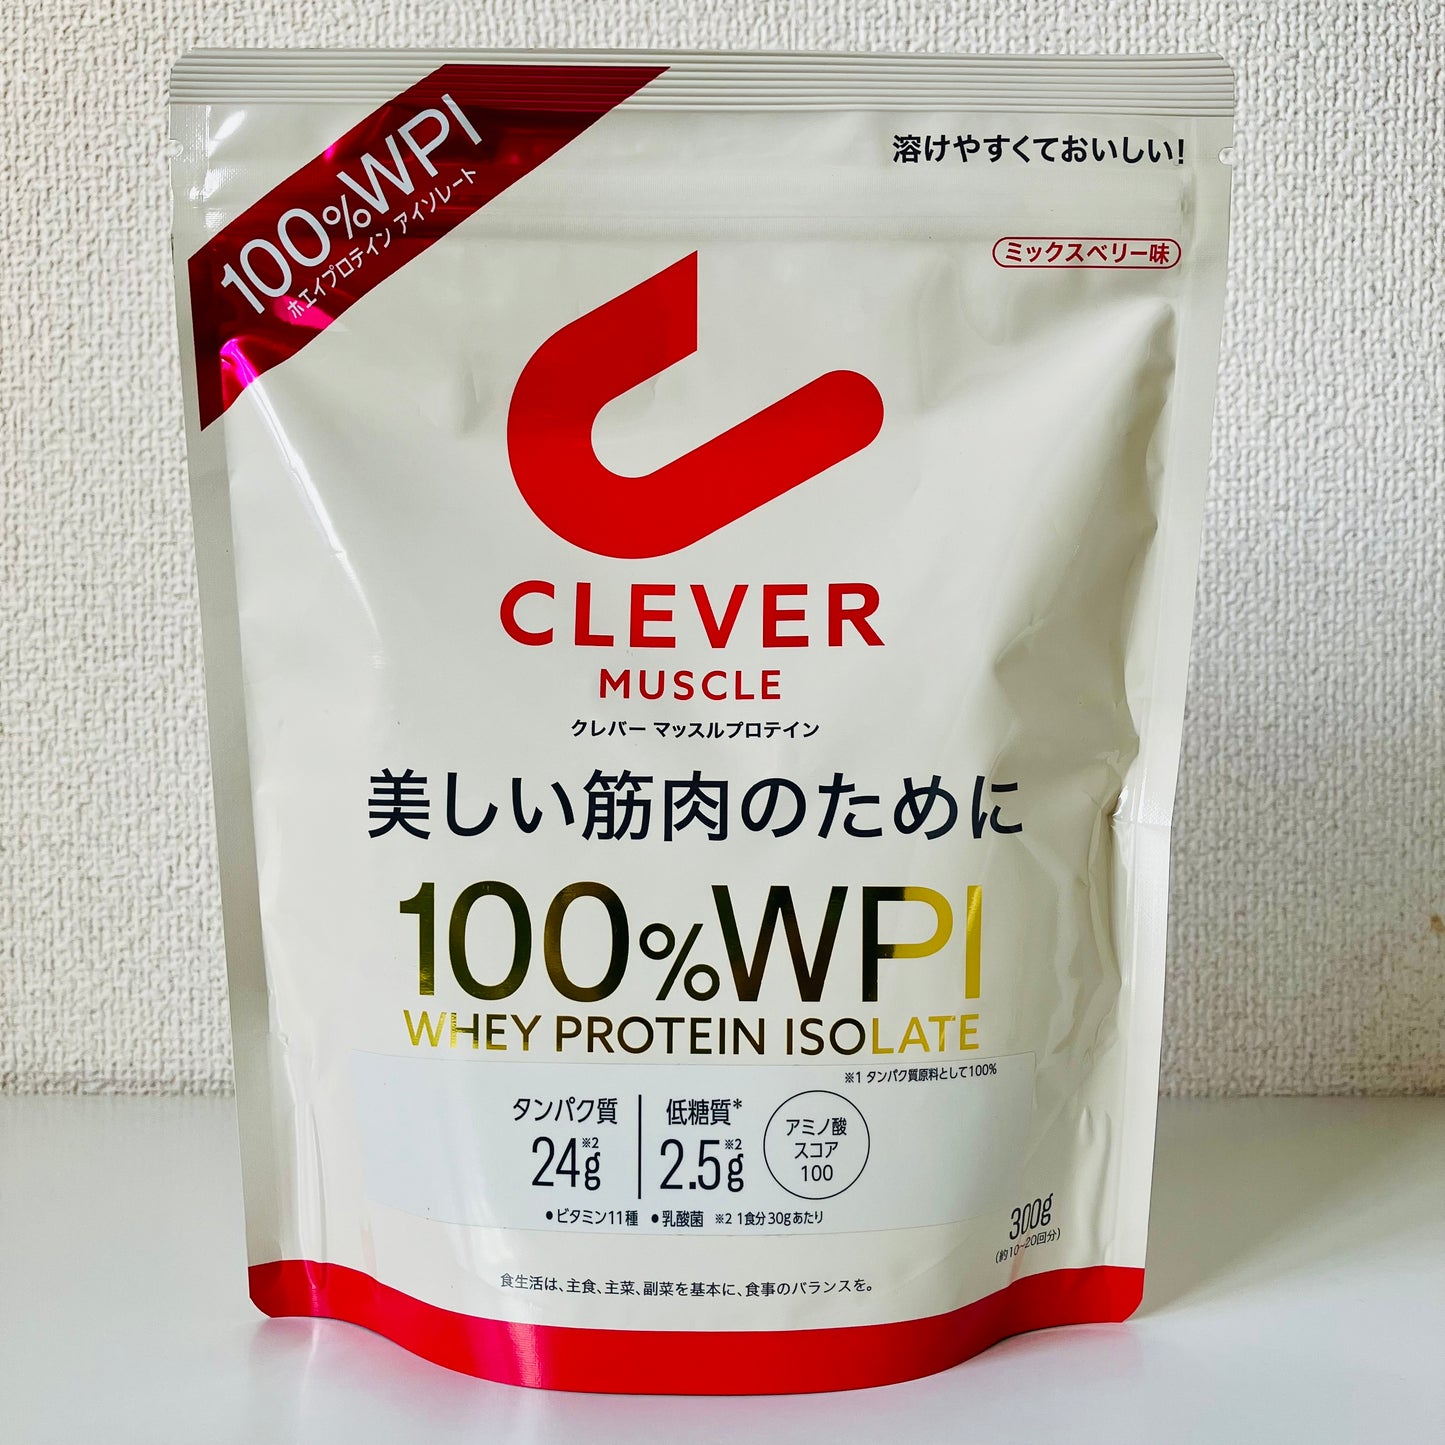 100%WPI
ホエイプロテイン アイソレート
溶けやすくておいしい!
ミックスベリー味
CLEVER
MUSCLE
クレバー マッスルプロテイン
美しい筋肉のために
100%WPI
WHEY PROTEIN ISOLATE
※1 タンパク質原料として100%
タンパク質
24g※2
低糖質*
2.5g※2
アミノ酸
スコア
100
●ビタミン11種 ●乳酸菌 ※2 1食分30gあたり
300g
(約10~20回分)
食生活は、主食、主菜、副菜を基本に、食事のバランスを。